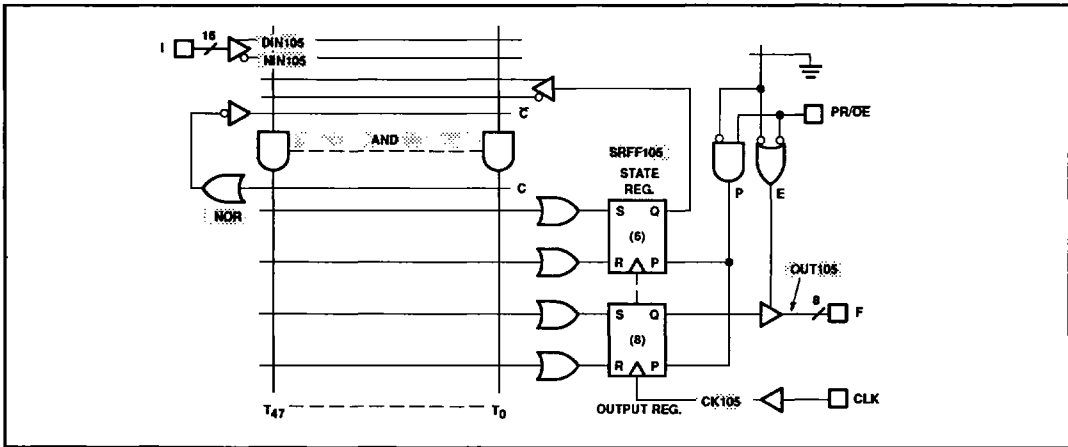 I
16
DIN105
NIN105
C̅
PR/O̅E̅
AND
SRFF105
STATE
REG.
P
E
C
NOR
S Q
(6)
R P
OUT105
S Q
8
F
(8)
R P
T47
T0
OUTPUT REG.
CK105
CLK